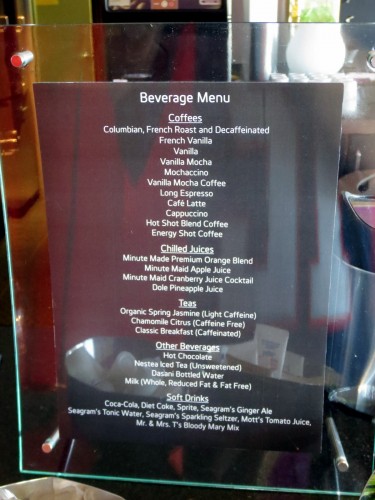 Beverage Menu
Coffees
Columbian, French Roast and Decaffeinated
French Vanilla
Vanilla
Vanilla Mocha
Mochaccino
Vanilla Mocha Coffee
Long Espresso
Café Latte
Cappuccino
Hot Shot Blend Coffee
Energy Shot Coffee
Chilled Juices
Minute Made Premium Orange Blend
Minute Maid Apple Juice
Minute Maid Cranberry Juice Cocktail
Dole Pineapple Juice
Teas
Organic Spring Jasmine (Light Caffeine)
Chamomile Citrus (Caffeine Free)
Classic Breakfast (Caffeinated)
Other Beverages
Hot Chocolate
Nestea Iced Tea (Unsweetened)
Dasani Bottled Water
Milk (Whole, Reduced Fat & Fat Free)
Soft Drinks
Coca-Cola, Diet Coke, Sprite, Seagram's Ginger Ale
Seagram's Tonic Water, Seagram's Sparkling Seltzer, Mott's Tomato Juice,
Mr. & Mrs. T's Bloody Mary Mix